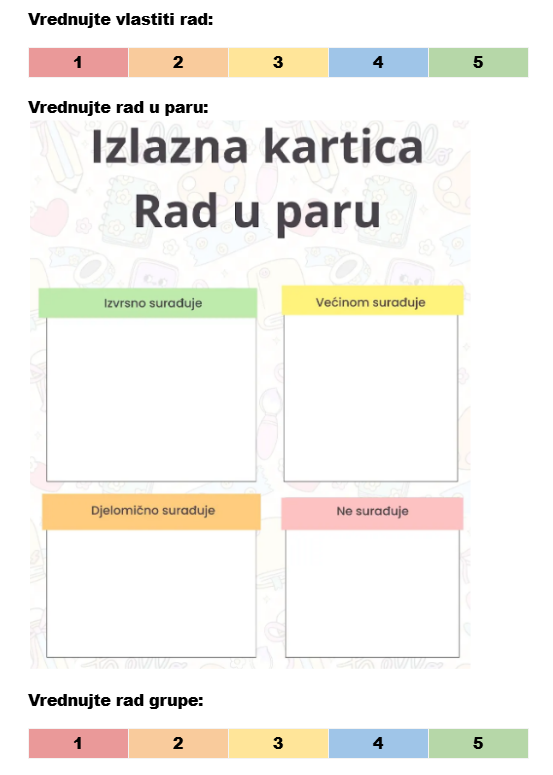 Vrednujte vlastiti rad:
1 2 3 4 5
Vrednujte rad u paru:
Izlazna kartica
Rad u paru
Izvrsno surađuje
Većinom surađuje
Djelomično surađuje
Ne surađuje
Vrednujte rad grupe:
1 2 3 4 5